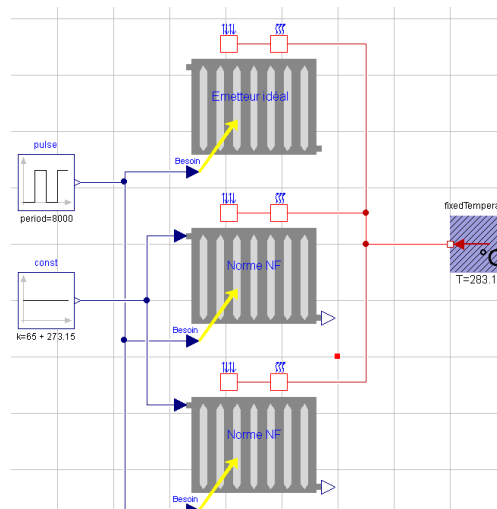 Emetteur idéal
pulse
Besoin
period=8000
fixedTempera
°C
T=283.1
Norme NF
const
k=65 + 273.15
Besoin
Norme NF
Besoin